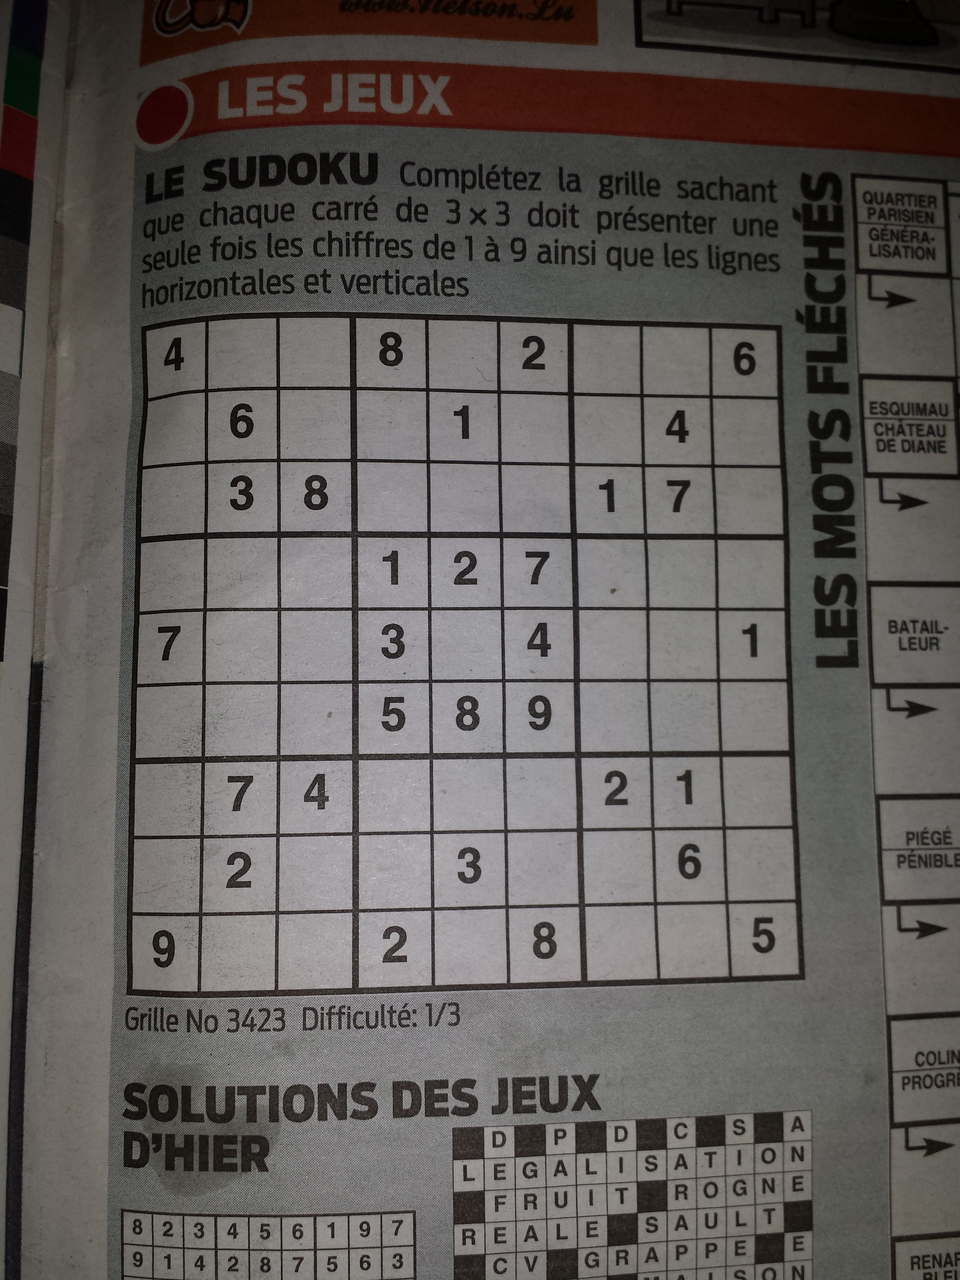 www.Nelson.Lu
LES JEUX
LE SUDOKU Complétez la grille sachant
que chaque carré de 3 x 3 doit présenter une
seule fois les chiffres de 1 à 9 ainsi que les lignes
horizontales et verticales
4 8 2 6
6 1 4
3 8 1 7
1 2 7
7 3 4 1
5 8 9
7 4 2 1
2 3 6
9 2 8 5
Grille No 3423 Difficulté: 1/3
SOLUTIONS DES JEUX
D'HIER
8 2 3 4 5 6 1 9 7
9 1 4 2 8 7 5 6 3
D P D C S A
L E G A L I S A T I O N
F R U I T R O G N E
R E A L E S A U L T
C V G R A P P E E
LES MOTS FLÉCHÉS
QUARTIER
PARISIEN
GÉNÉRA-
LISATION
ESQUIMAU
CHÂTEAU
DE DIANE
BATAIL-
LEUR
PIÉGÉ
PÉNIBLE
COLIN
PROGRÈ
RENAR